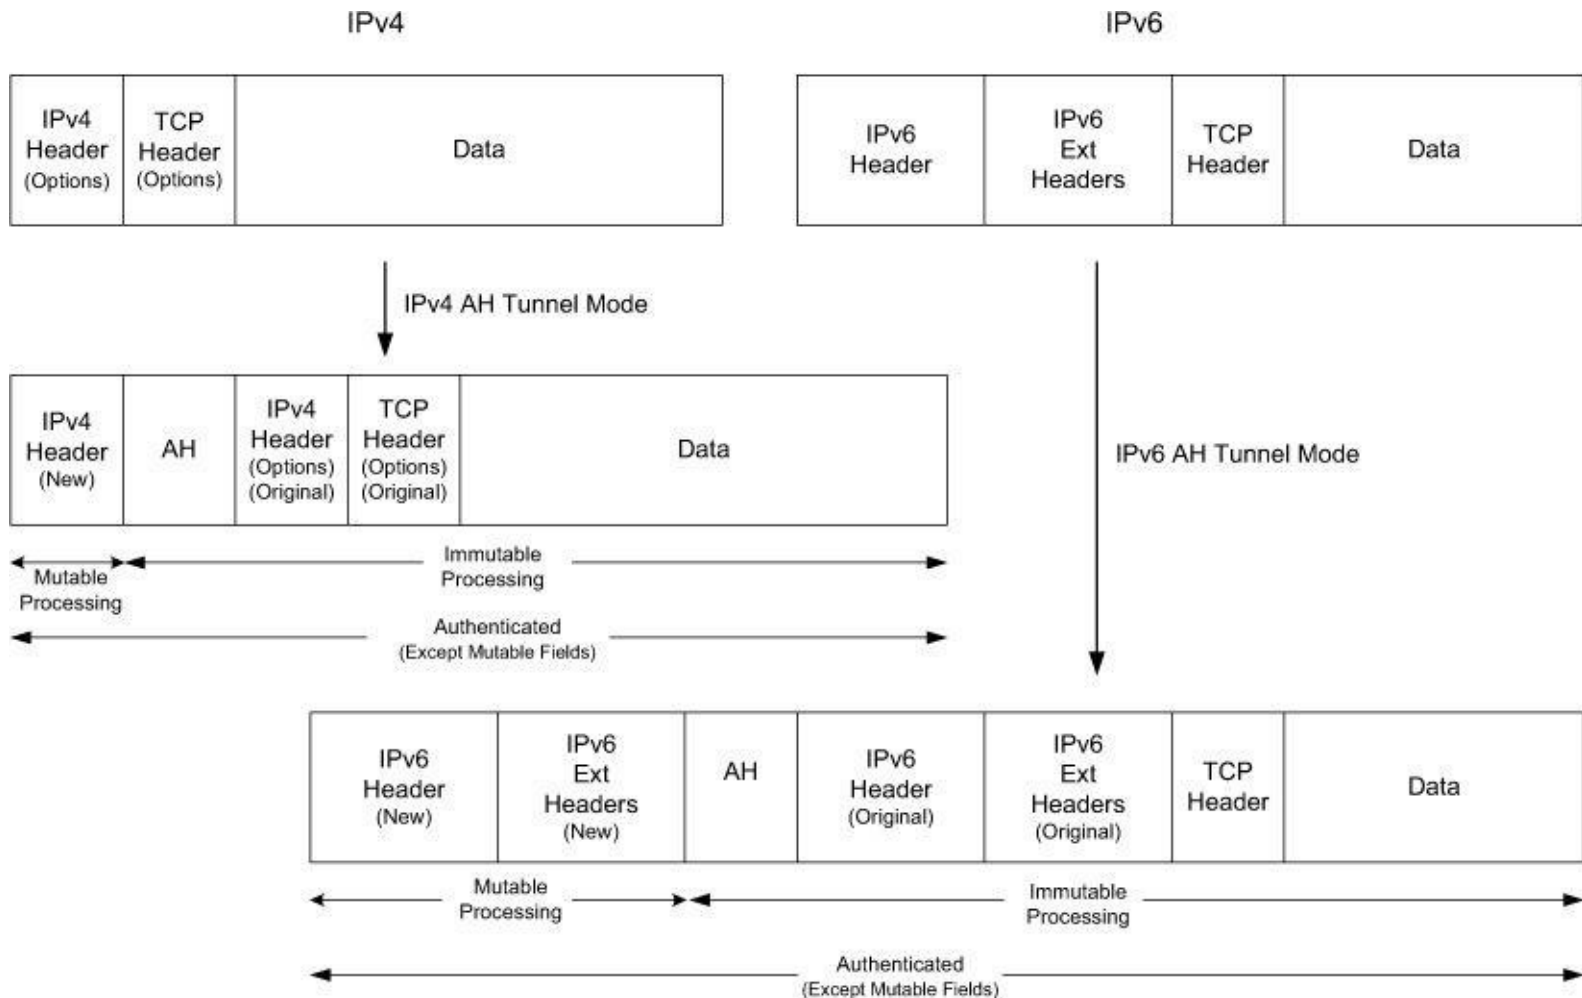 IPv4
IPv6
IPv4
Header
(Options)
TCP
Header
(Options)
Data
IPv6
Header
IPv6
Ext
Headers
TCP
Header
Data
IPv4 AH Tunnel Mode
IPv6 AH Tunnel Mode
IPv4
Header
(New)
AH
IPv4
Header
(Options)
(Original)
TCP
Header
(Options)
(Original)
Data
Mutable
Processing
Immutable
Processing
Authenticated
(Except Mutable Fields)
IPv6
Header
(New)
IPv6
Ext
Headers
(New)
AH
IPv6
Header
(Original)
IPv6
Ext
Headers
(Original)
TCP
Header
Data
Mutable
Processing
Immutable
Processing
Authenticated
(Except Mutable Fields)